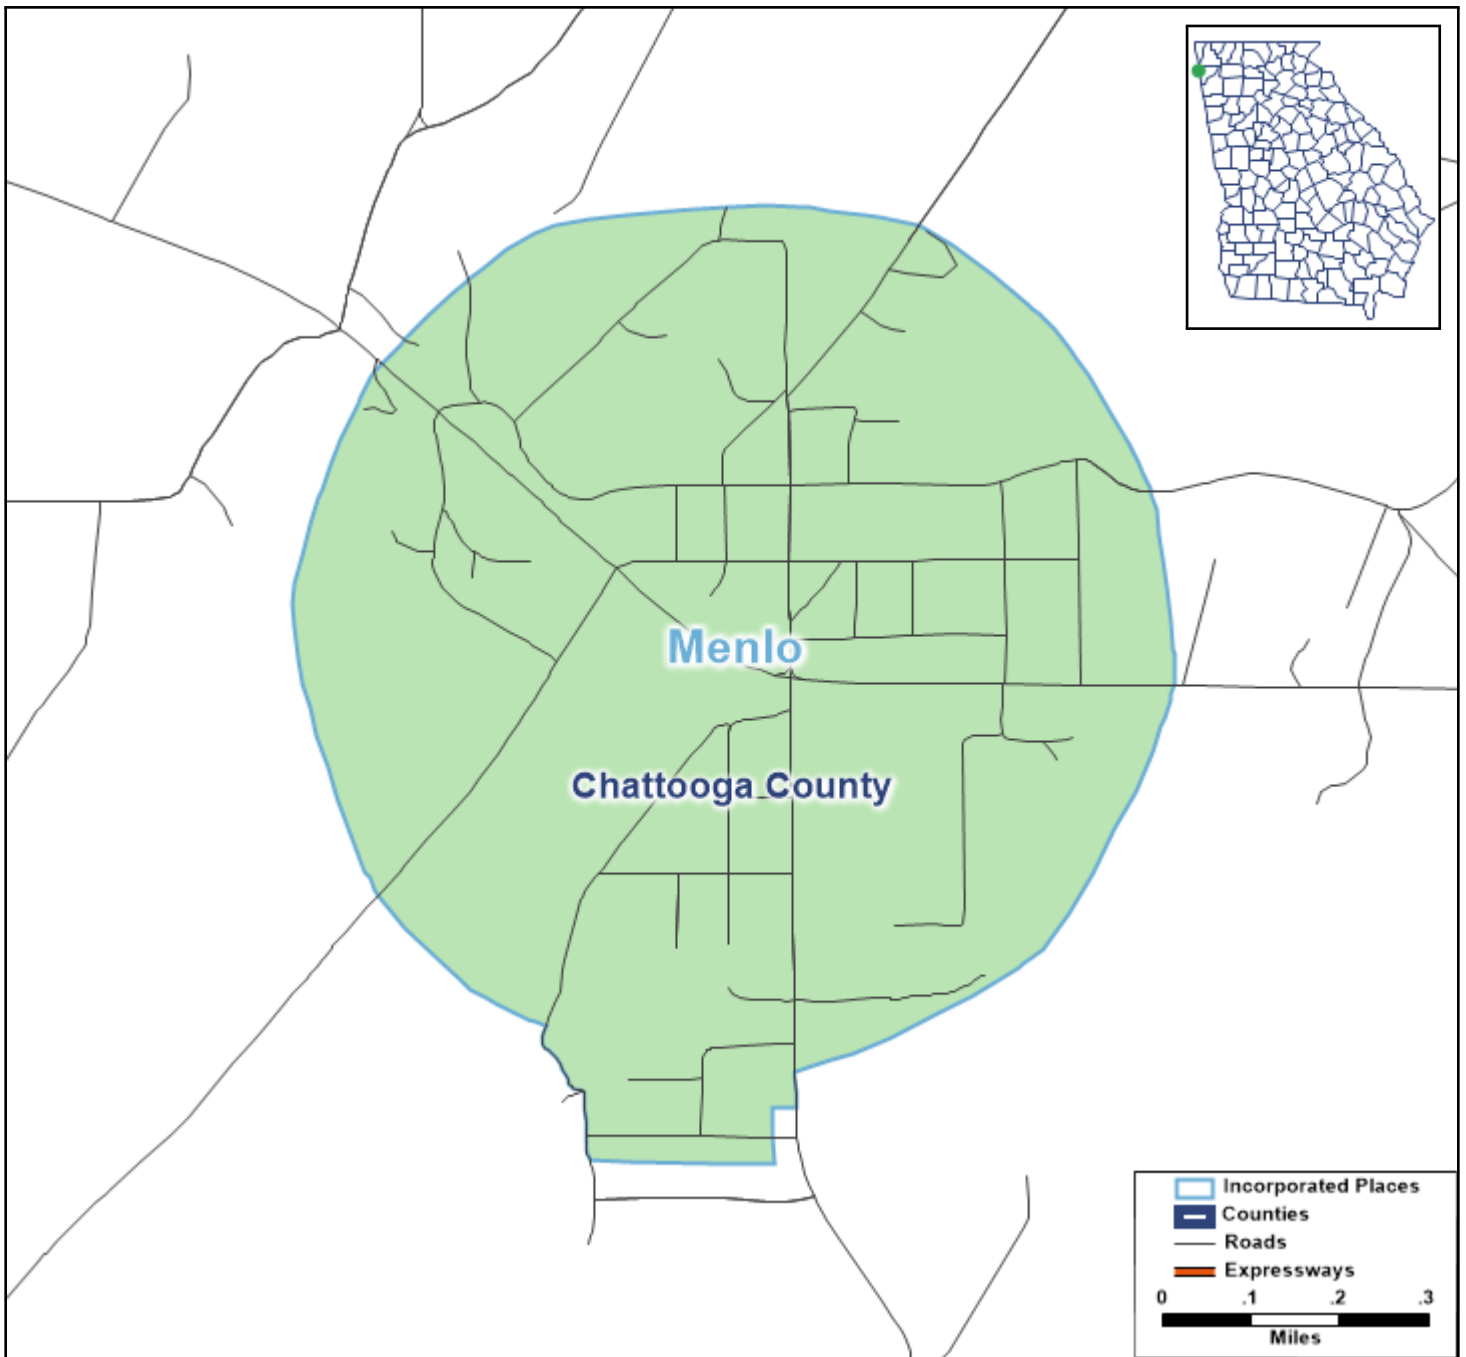 Menlo
Chattooga County
Incorporated Places
Counties
Roads
Expressways
0 .1 .2 .3
Miles